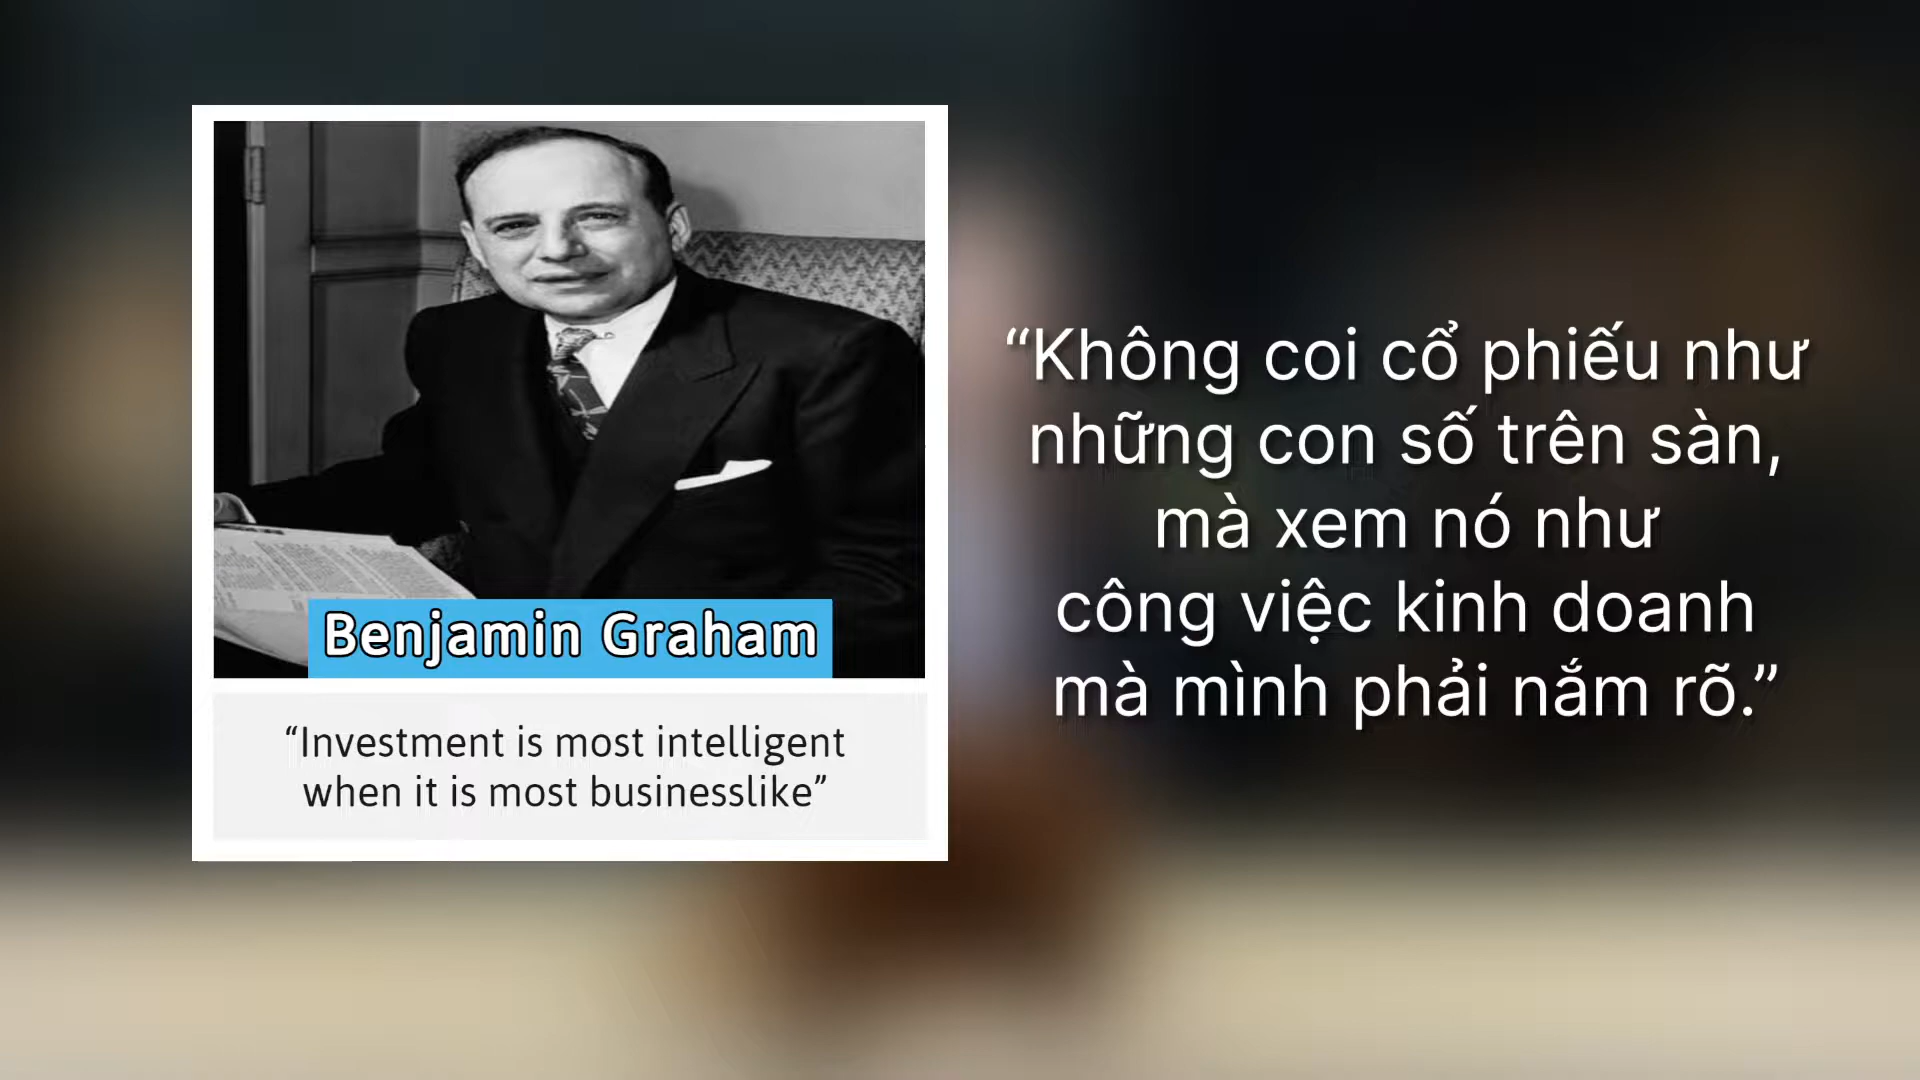 Benjamin Graham
“Investment is most intelligent
when it is most businesslike”
“Không coi cổ phiếu như
những con số trên sàn,
mà xem nó như
công việc kinh doanh
mà mình phải nắm rõ.”